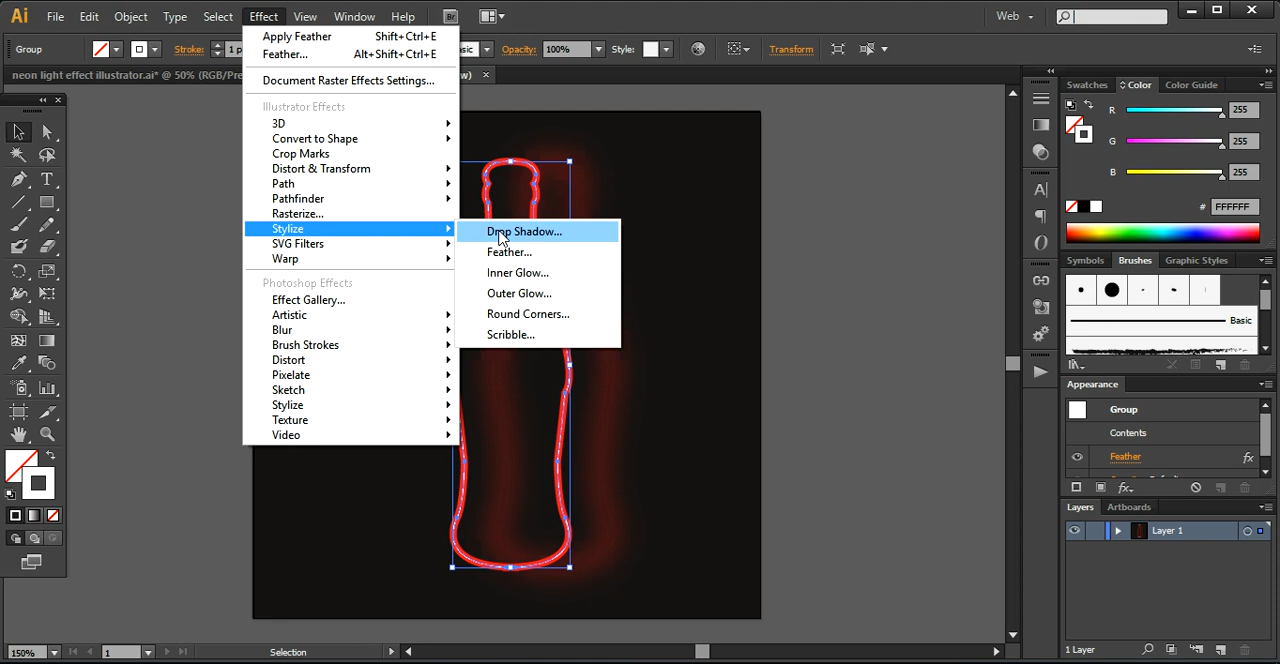 Ai File Edit Object Type Select Effect View Window Help Br Web
Group Stroke: 1 p sic Opacity: 100% Style: Transform
neon light effect illustrator.ai* @ 50% (RGB/Pre w) ×
Apply Feather Shift+Ctrl+E
Feather... Alt+Shift+Ctrl+E
Document Raster Effects Settings...
Illustrator Effects
3D
Convert to Shape
Crop Marks
Distort & Transform
Path
Pathfinder
Rasterize...
Stylize
SVG Filters
Warp
Photoshop Effects
Effect Gallery...
Artistic
Blur
Brush Strokes
Distort
Pixelate
Sketch
Stylize
Texture
Video
Drop Shadow...
Feather...
Inner Glow...
Outer Glow...
Round Corners...
Scribble...
Swatches Color Color Guide
R 255
G 255
B 255
# FFFFFF
Symbols Brushes Graphic Styles
Basic
Appearance
Group
Contents
Feather fx
fx
Layers Artboards
Layer 1
1 Layer
150% 1 Selection